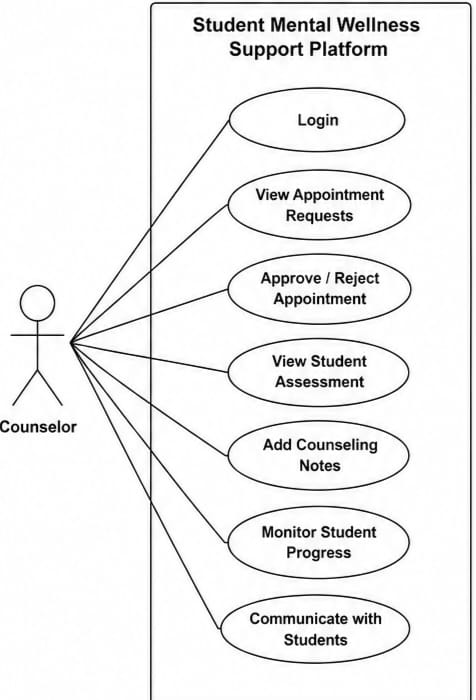 Student Mental Wellness
Support Platform
Login
View Appointment
Requests
Approve / Reject
Appointment
View Student
Assessment
Counselor
Add Counseling
Notes
Monitor Student
Progress
Communicate with
Students